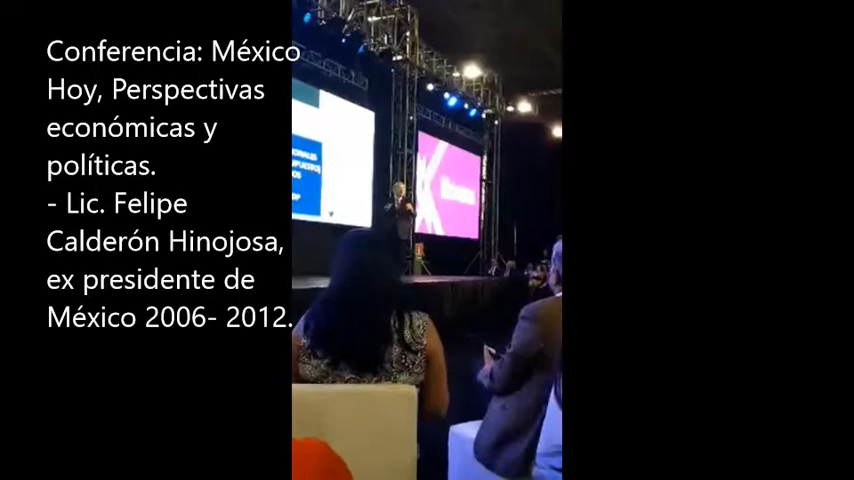 Conferencia: México
Hoy, Perspectivas
económicas y
políticas.
- Lic. Felipe
Calderón Hinojosa,
ex presidente de
México 2006- 2012.